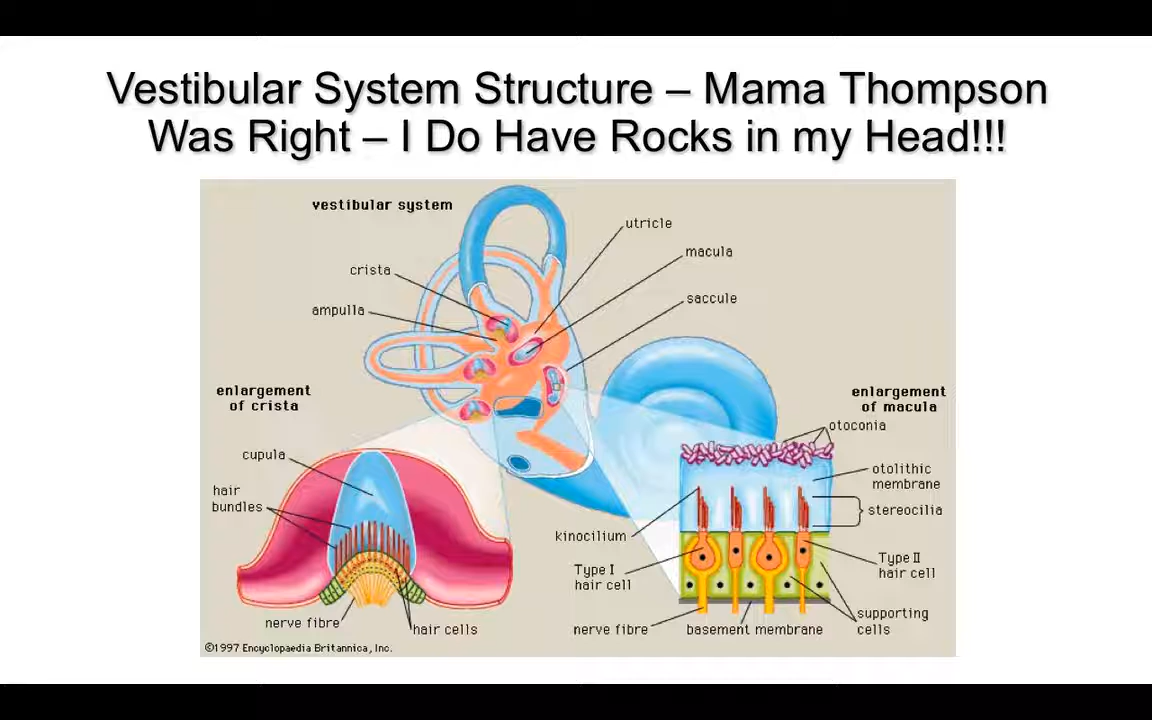 Vestibular System Structure – Mama Thompson
Was Right – I Do Have Rocks in my Head!!!
vestibular system
utricle
macula
crista
saccule
ampulla
enlargement
of crista
enlargement
of macula
otoconia
cupula
otolithic
membrane
hair
bundles
stereocilia
kinocilium
Type I
hair cell
Type II
hair cell
supporting
cells
nerve fibre
hair cells
nerve fibre
basement membrane
©1997 Encyclopaedia Britannica, Inc.